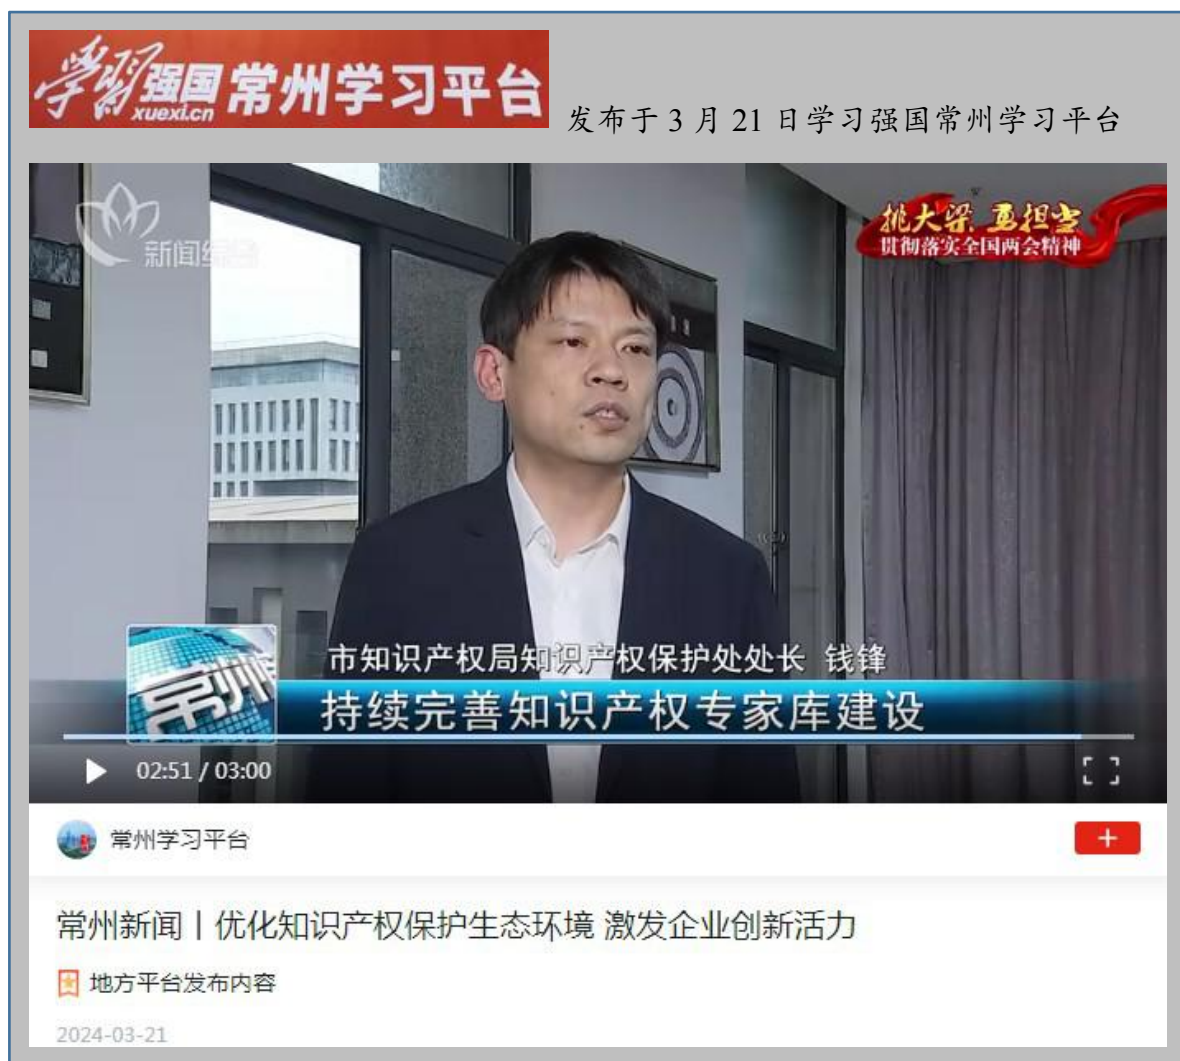 学习强国 常州学习平台
xuexi.cn
发布于 3 月 21 日学习强国常州学习平台
新闻综合
挑大梁 勇担当
贯彻落实全国两会精神
市知识产权局知识产权保护处处长 钱锋
常州
持续完善知识产权专家库建设
02:51 / 03:00
常州学习平台
常州新闻丨优化知识产权保护生态环境 激发企业创新活力
地方平台发布内容
2024-03-21